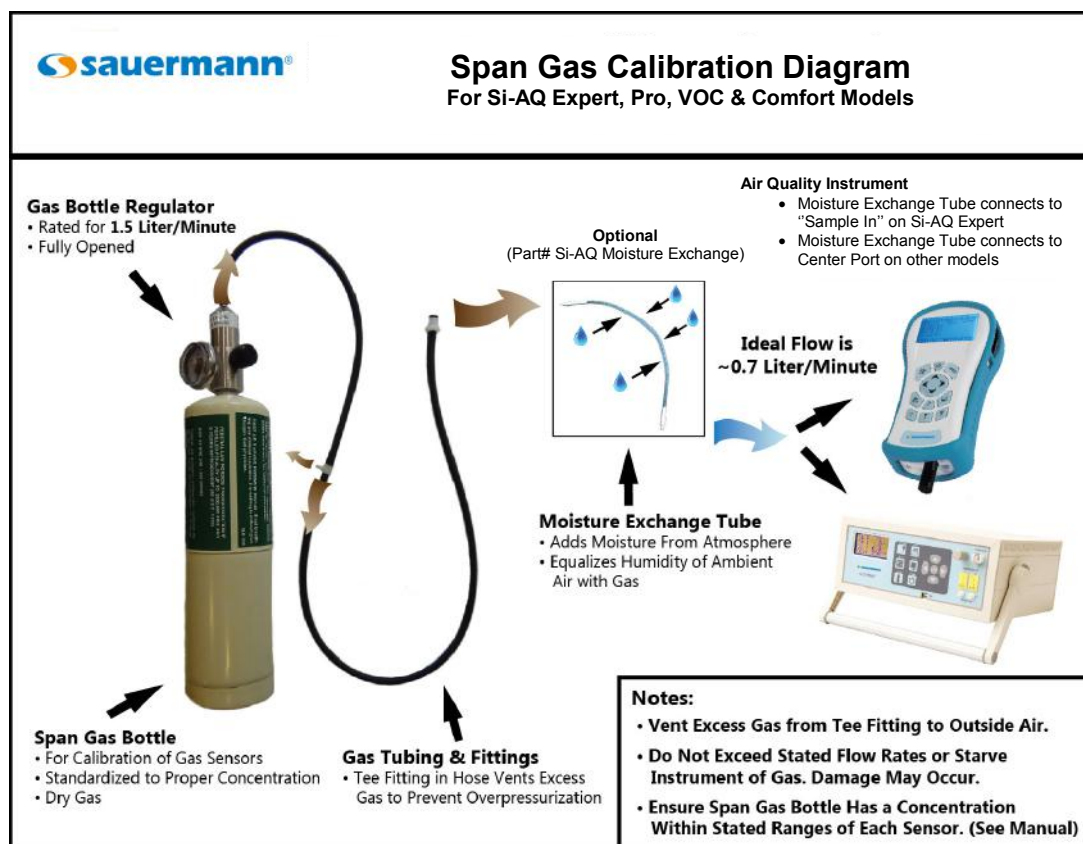 sauermann®
Span Gas Calibration Diagram
For Si-AQ Expert, Pro, VOC & Comfort Models
Gas Bottle Regulator
• Rated for 1.5 Liter/Minute
• Fully Opened
Optional
(Part# Si-AQ Moisture Exchange)
Air Quality Instrument
• Moisture Exchange Tube connects to
‘‘Sample In’’ on Si-AQ Expert
• Moisture Exchange Tube connects to
Center Port on other models
Ideal Flow is
~0.7 Liter/Minute
Moisture Exchange Tube
• Adds Moisture From Atmosphere
• Equalizes Humidity of Ambient
Air with Gas
Span Gas Bottle
• For Calibration of Gas Sensors
• Standardized to Proper Concentration
• Dry Gas
Gas Tubing & Fittings
• Tee Fitting in Hose Vents Excess
Gas to Prevent Overpressurization
Notes:
• Vent Excess Gas from Tee Fitting to Outside Air.
• Do Not Exceed Stated Flow Rates or Starve
Instrument of Gas. Damage May Occur.
• Ensure Span Gas Bottle Has a Concentration
Within Stated Ranges of Each Sensor. (See Manual)